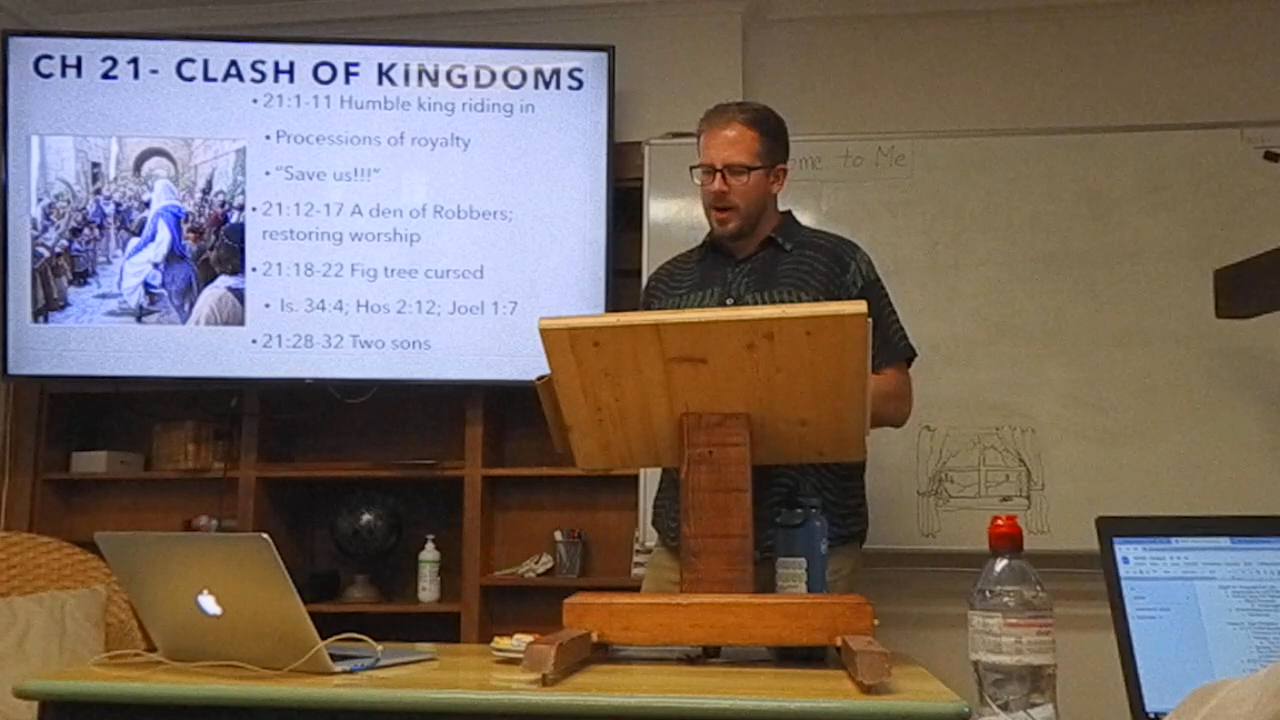 CH 21- CLASH OF KINGDOMS
• 21:1-11 Humble king riding in
• Processions of royalty
• "Save us!!!"
• 21:12-17 A den of Robbers;
restoring worship
• 21:18-22 Fig tree cursed
• Is. 34:4; Hos 2:12; Joel 1:7
• 21:28-32 Two sons
ome to Me